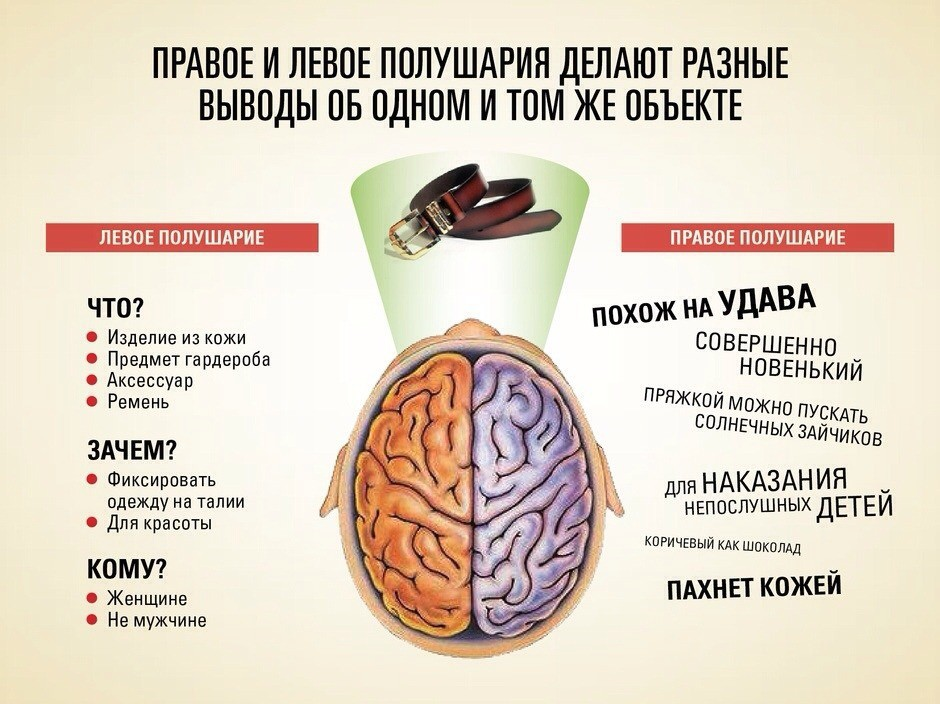 ПРАВОЕ И ЛЕВОЕ ПОЛУШАРИЯ ДЕЛАЮТ РАЗНЫЕ
ВЫВОДЫ ОБ ОДНОМ И ТОМ ЖЕ ОБЪЕКТЕ
ЛЕВОЕ ПОЛУШАРИЕ
ЧТО?
Изделие из кожи
Предмет гардероба
Аксессуар
Ремень
ЗАЧЕМ?
Фиксировать
одежду на талии
Для красоты
КОМУ?
Женщине
Не мужчине
ПРАВОЕ ПОЛУШАРИЕ
ПОХОЖ НА УДАВА
СОВЕРШЕННО
НОВЕНЬКИЙ
ПРЯЖКОЙ МОЖНО ПУСКАТЬ
СОЛНЕЧНЫХ ЗАЙЧИКОВ
ДЛЯ НАКАЗАНИЯ
НЕПОСЛУШНЫХ ДЕТЕЙ
КОРИЧЕВЫЙ КАК ШОКОЛАД
ПАХНЕТ КОЖЕЙ